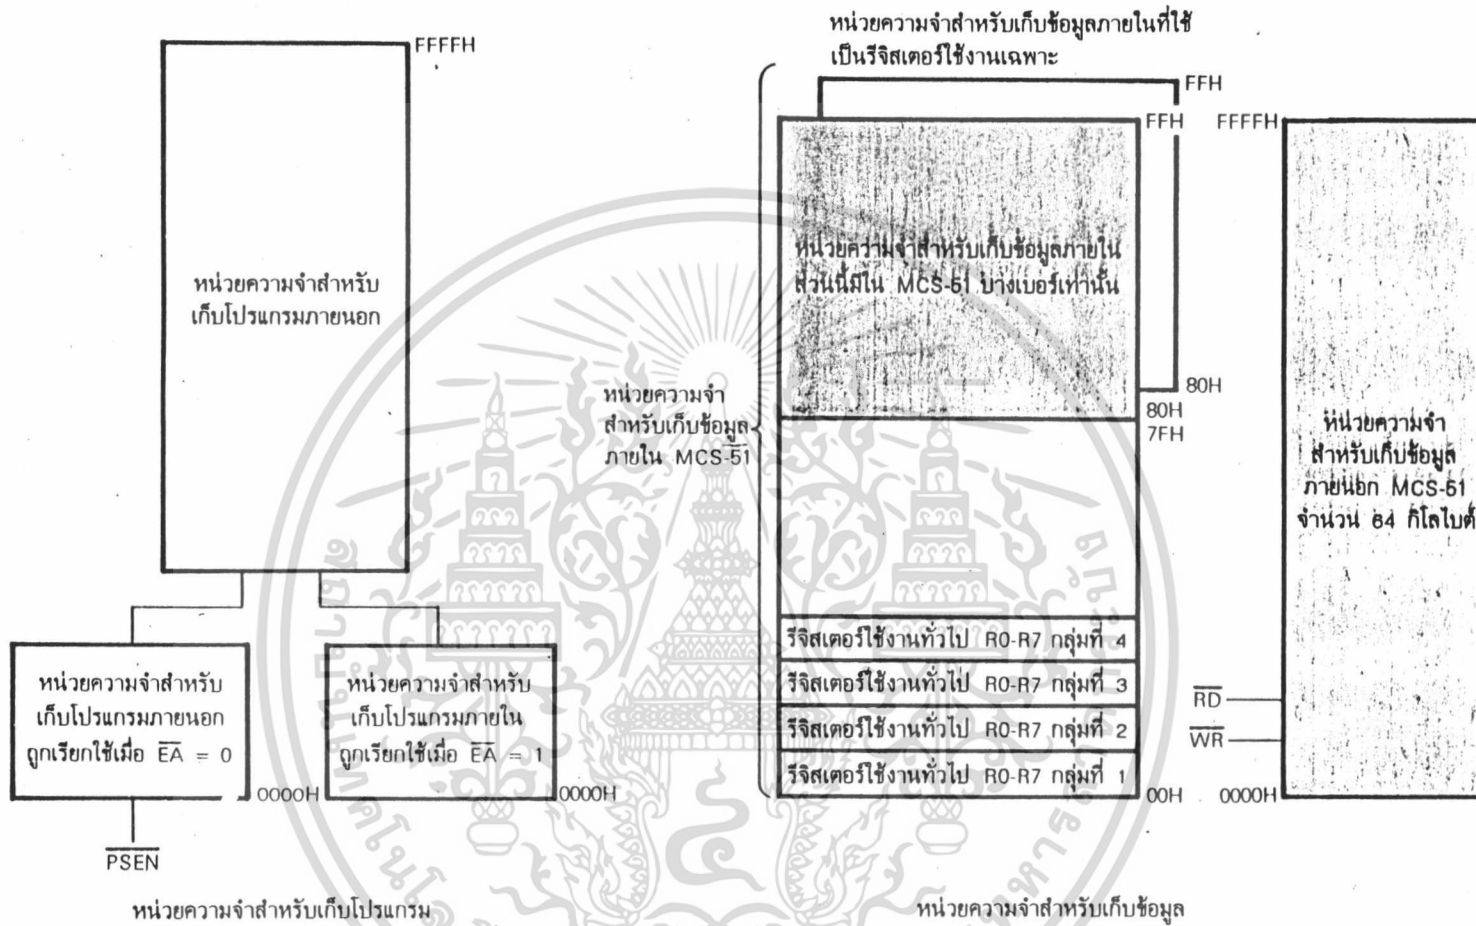 FFFFH
หน่วยความจำสำหรับ
เก็บโปรแกรมภายนอก
หน่วยความจำสำหรับ
เก็บโปรแกรมภายนอก
ถูกเรียกใช้เมื่อ E̅A̅ = 0
0000H
หน่วยความจำสำหรับ
เก็บโปรแกรมภายใน
ถูกเรียกใช้เมื่อ E̅A̅ = 1
0000H
P̅S̅E̅N̅
หน่วยความจำสำหรับเก็บโปรแกรม
หน่วยความจำสำหรับเก็บข้อมูลภายในที่ใช้
เป็นรีจิสเตอร์ใช้งานเฉพาะ
FFH
FFH
หน่วยความจำสำหรับเก็บข้อมูลภายใน
ส่วนนี้มีใน MCS-51 บางเบอร์เท่านั้น
80H
80H
7FH
หน่วยความจำ
สำหรับเก็บข้อมูล
ภายใน MCS-51
รีจิสเตอร์ใช้งานทั่วไป R0-R7 กลุ่มที่ 4
รีจิสเตอร์ใช้งานทั่วไป R0-R7 กลุ่มที่ 3
รีจิสเตอร์ใช้งานทั่วไป R0-R7 กลุ่มที่ 2
รีจิสเตอร์ใช้งานทั่วไป R0-R7 กลุ่มที่ 1
00H
FFFFH
หน่วยความจำ
สำหรับเก็บข้อมูล
ภายนอก MCS-51
จำนวน 64 กิโลไบต์
R̅D̅
W̅R̅
0000H
หน่วยความจำสำหรับเก็บข้อมูล